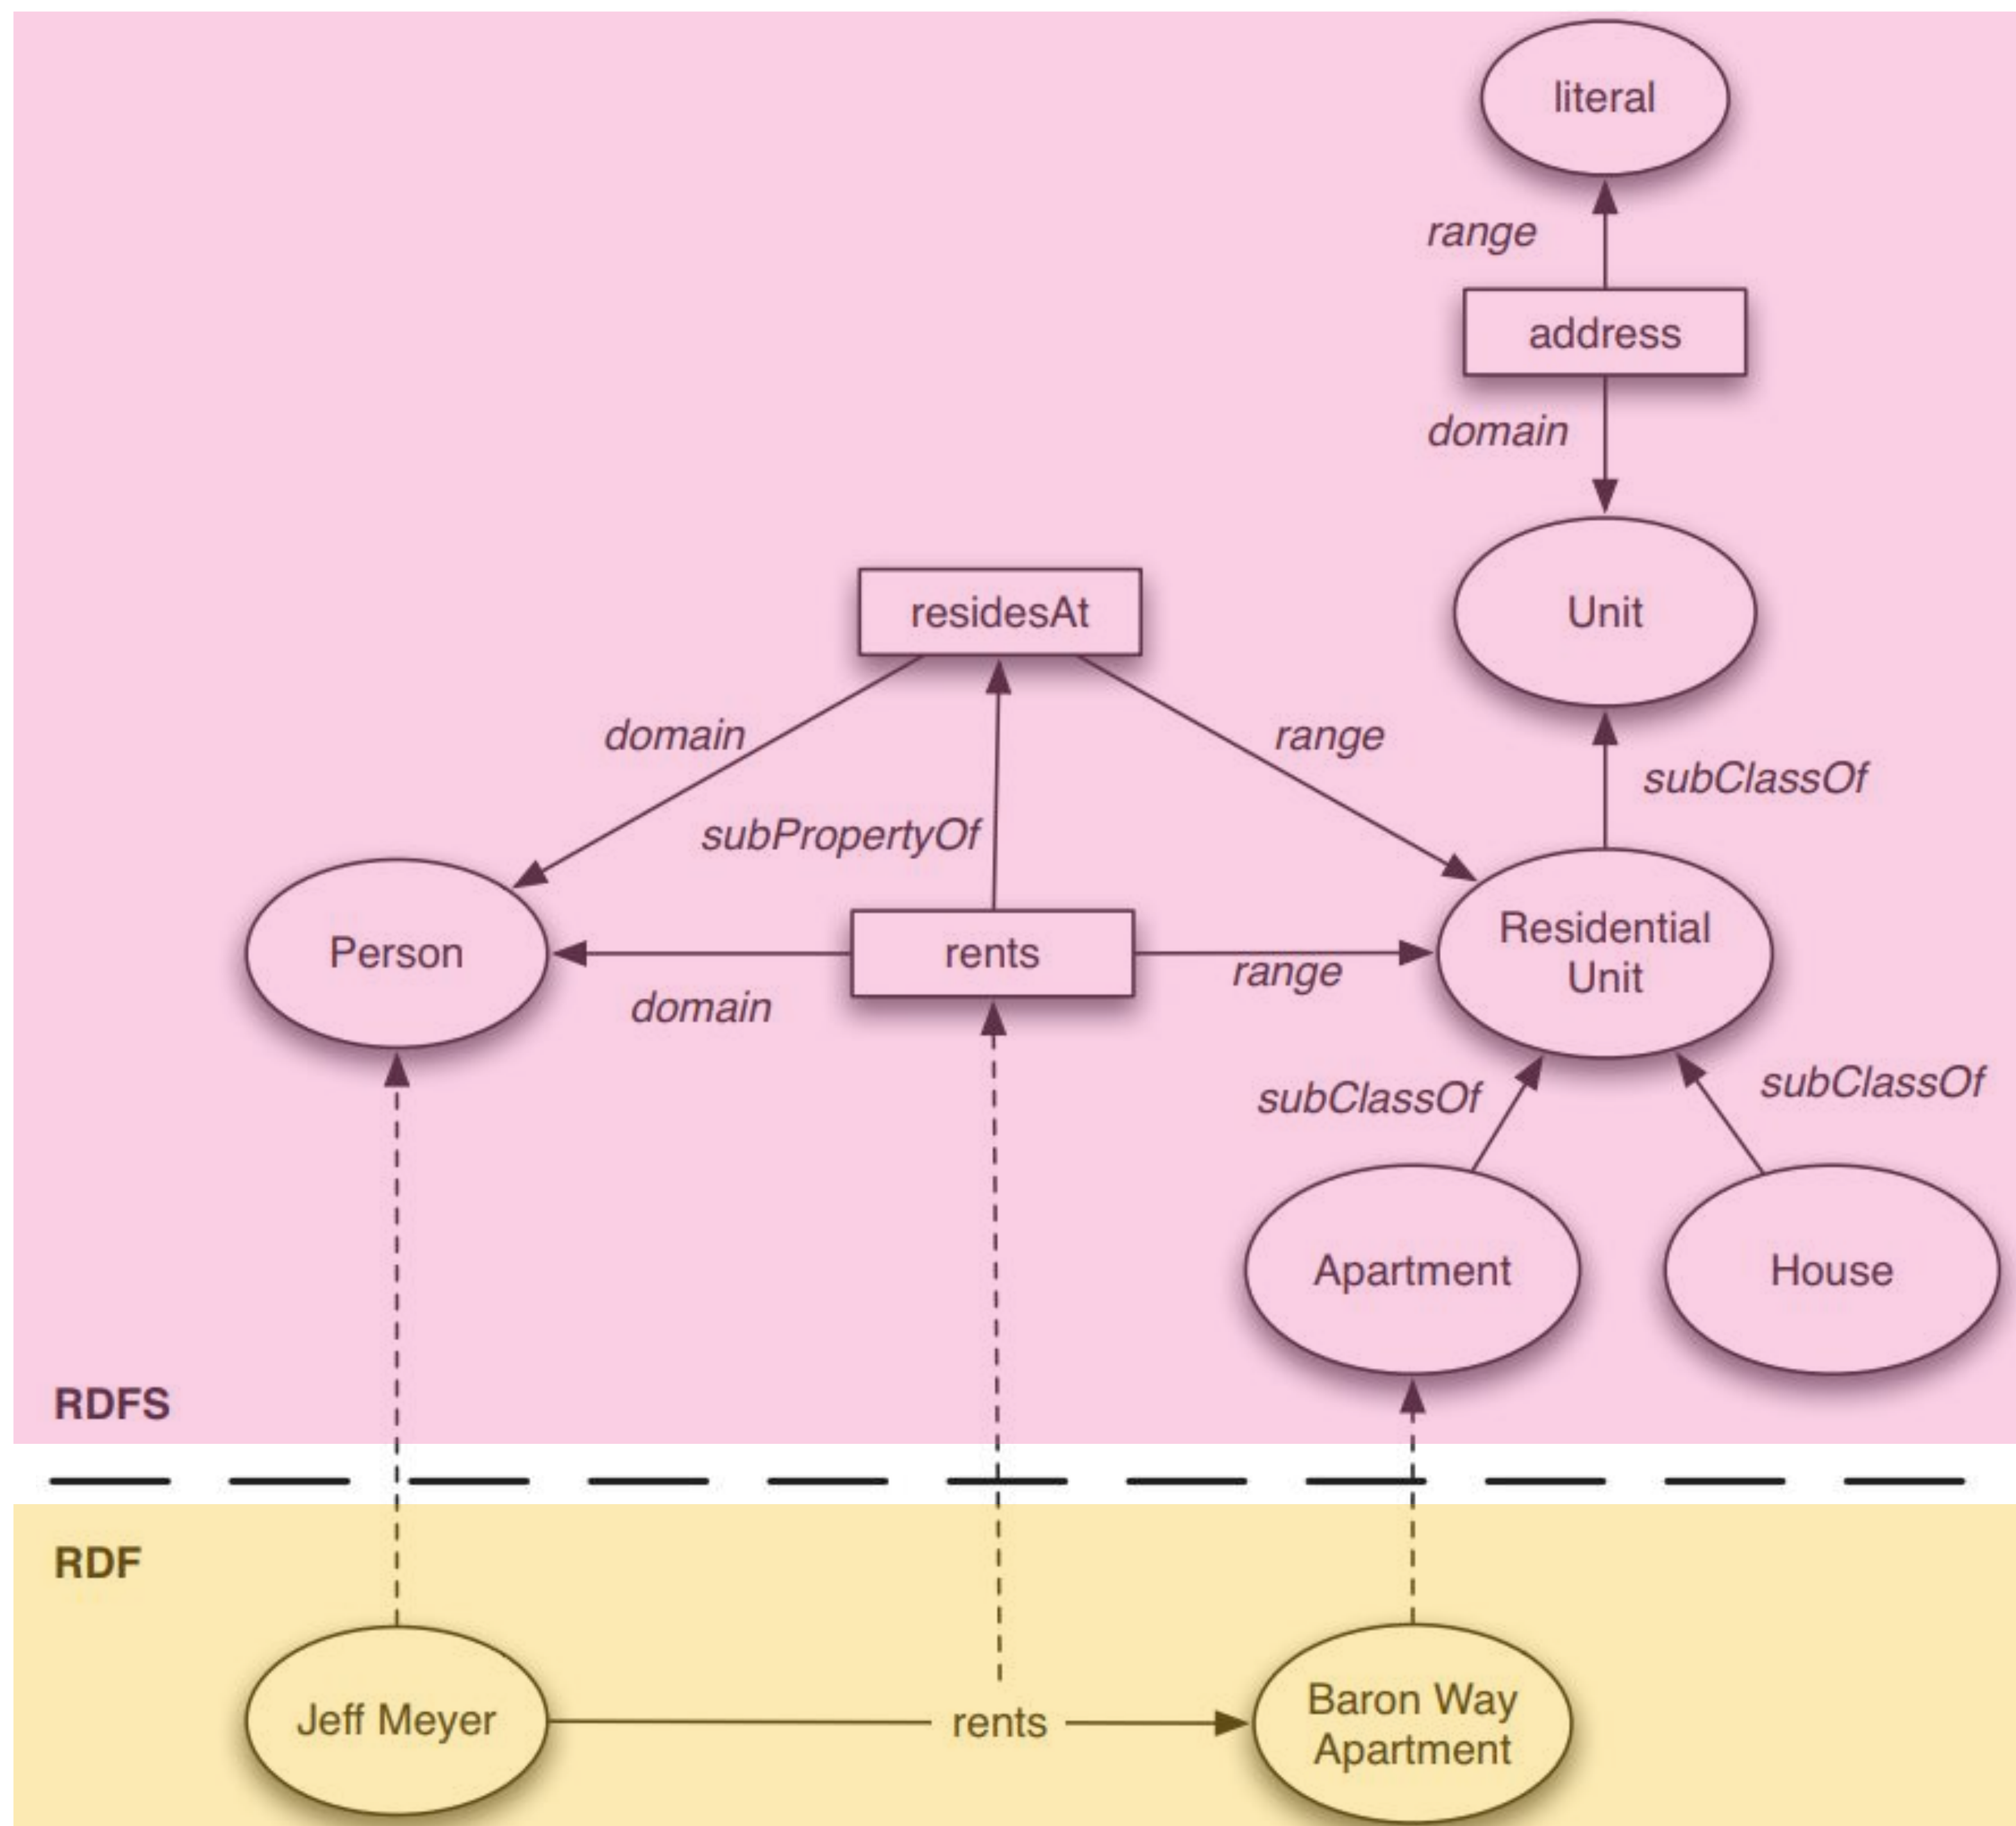 literal
range
address
domain
residesAt
Unit
domain
range
subClassOf
subPropertyOf
Person
rents
Residential
Unit
range
domain
subClassOf
subClassOf
Apartment
House
RDFS
RDF
Jeff Meyer
rents
Baron Way
Apartment